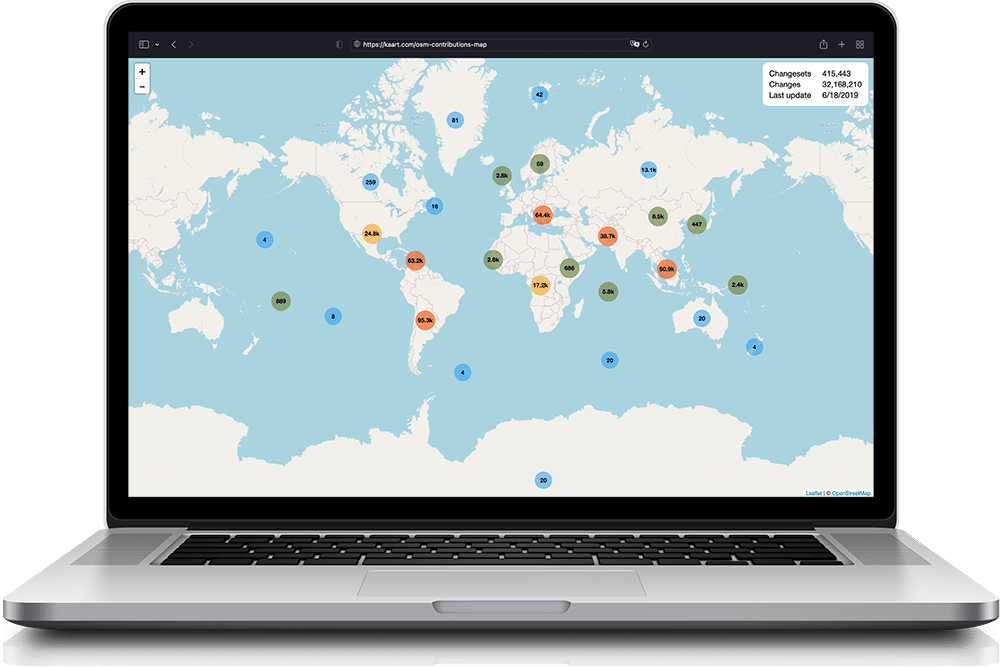 https://kaart.com/osm-contributions-map
+
−
Changesets 415,443
Changes 32,168,210
Last update 6/18/2019
42
81
59
2.8k
13.1k
259
16
64.4k
8.5k
447
24.8k
4
38.7k
63.2k
2.6k
686
50.9k
17.2k
2.4k
5.8k
889
8
95.3k
20
4
20
4
20
Leaflet | © OpenStreetMap